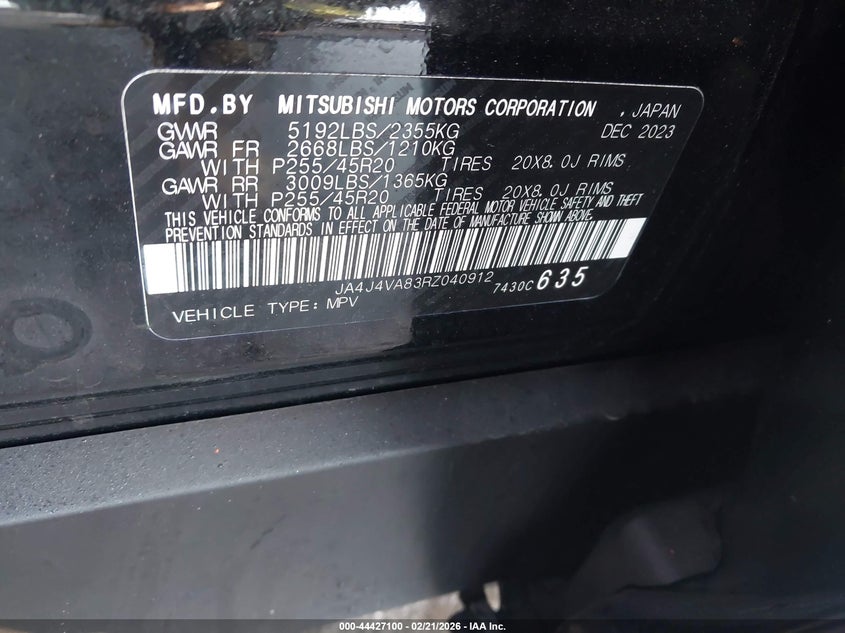 MFD.BY MITSUBISHI MOTORS CORPORATION , JAPAN
GVWR 5192LBS/2355KG DEC 2023
GAWR FR 2668LBS/1210KG
WITH P255/45R20 TIRES 20X8.0J RIMS
GAWR RR 3009LBS/1365KG
WITH P255/45R20 TIRES 20X8.0J RIMS
THIS VEHICLE CONFORMS TO ALL APPLICABLE FEDERAL MOTOR VEHICLE SAFETY AND THEFT
PREVENTION STANDARDS IN EFFECT ON THE DATE OF MANUFACTURE SHOWN ABOVE.
JA4J4VA83RZ040912 7430C 635
VEHICLE TYPE: MPV
000-44427100 - 02/21/2026 - IAA Inc.